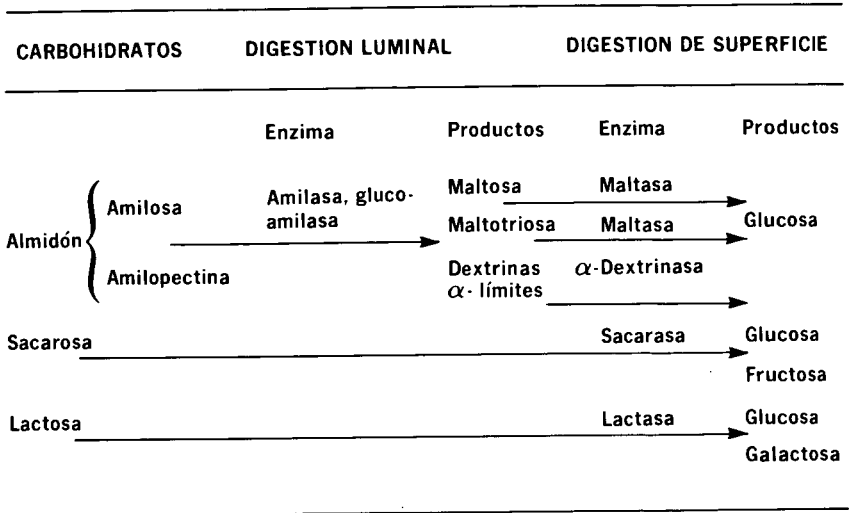 CARBOHIDRATOS DIGESTION LUMINAL DIGESTION DE SUPERFICIE
Enzima Productos Enzima Productos
Almidón
Amilosa
Amilopectina
Amilasa, gluco-
amilasa
Maltosa Maltasa
Maltotriosa Maltasa Glucosa
Dextrinas α-Dextrinasa
α- límites
Sacarosa Sacarasa Glucosa
Fructosa
Lactosa Lactasa Glucosa
Galactosa